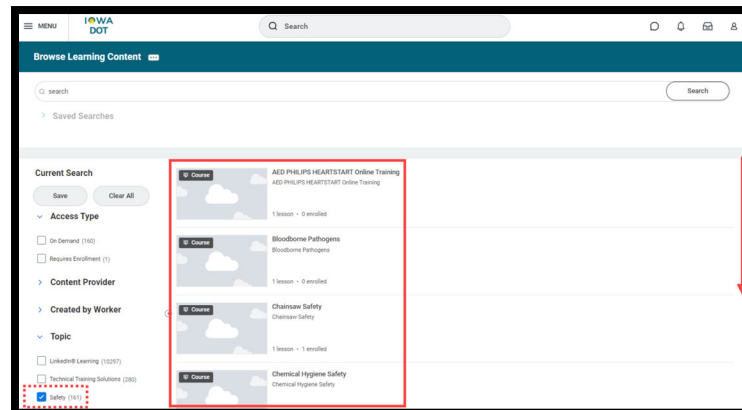 MENU
IOWA
DOT
Search
Browse Learning Content
search
Search
Saved Searches
Current Search
Save
Clear All
Access Type
On Demand (160)
Requires Enrollment (1)
Content Provider
Created by Worker
Topic
LinkedIn® Learning (10297)
Technical Training Solutions (280)
Safety (161)
Course
AED PHILIPS HEARTSTART Online Training
AED PHILIPS HEARTSTART Online Training
1 lesson • 0 enrolled
Course
Bloodborne Pathogens
Bloodborne Pathogens
1 lesson • 0 enrolled
Course
Chainsaw Safety
Chainsaw Safety
1 lesson • 1 enrolled
Course
Chemical Hygiene Safety
Chemical Hygiene Safety